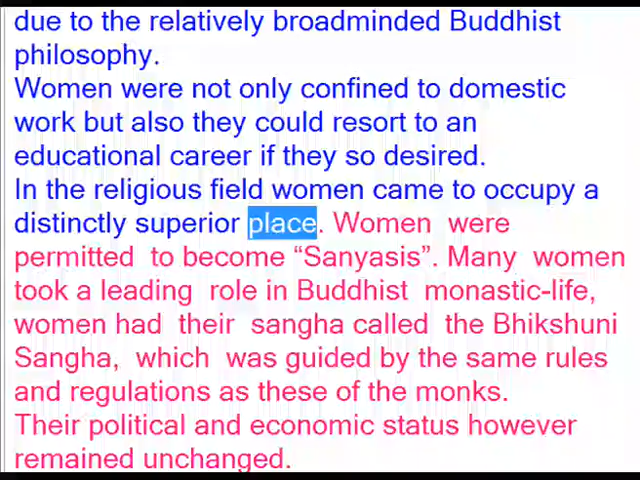 due to the relatively broadminded Buddhist
philosophy.
Women were not only confined to domestic
work but also they could resort to an
educational career if they so desired.
In the religious field women came to occupy a
distinctly superior place. Women were
permitted to become “Sanyasis”. Many women
took a leading role in Buddhist monastic-life,
women had their sangha called the Bhikshuni
Sangha, which was guided by the same rules
and regulations as these of the monks.
Their political and economic status however
remained unchanged.